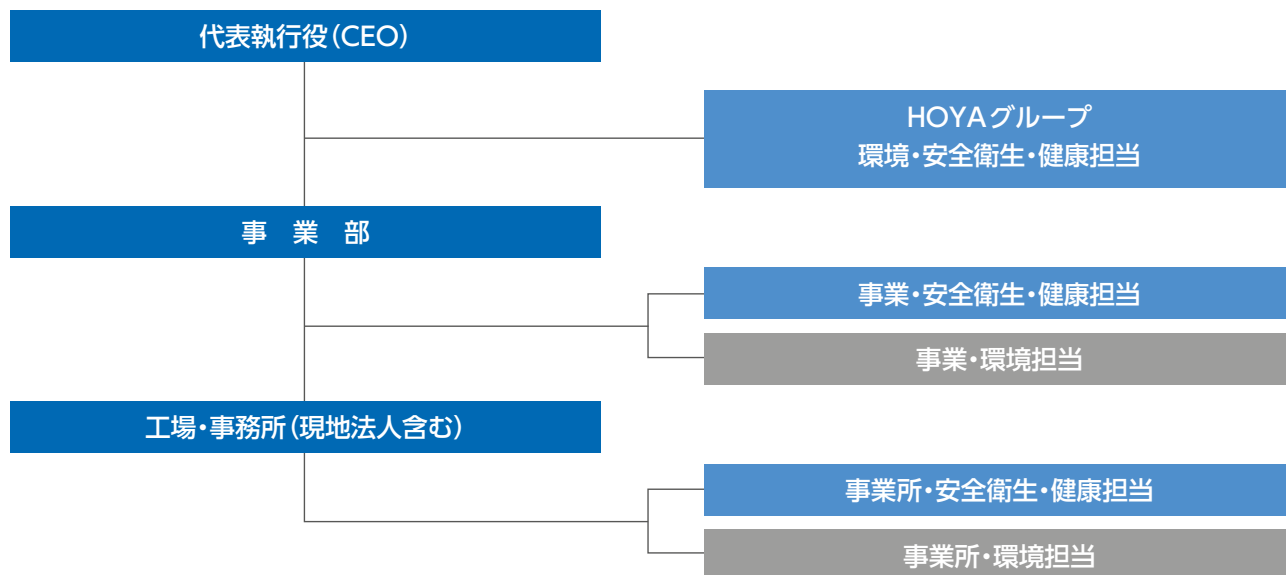 代表執行役(CEO)
HOYAグループ
環境・安全衛生・健康担当
事 業 部
事業・安全衛生・健康担当
事業・環境担当
工場・事務所(現地法人含む)
事業所・安全衛生・健康担当
事業所・環境担当